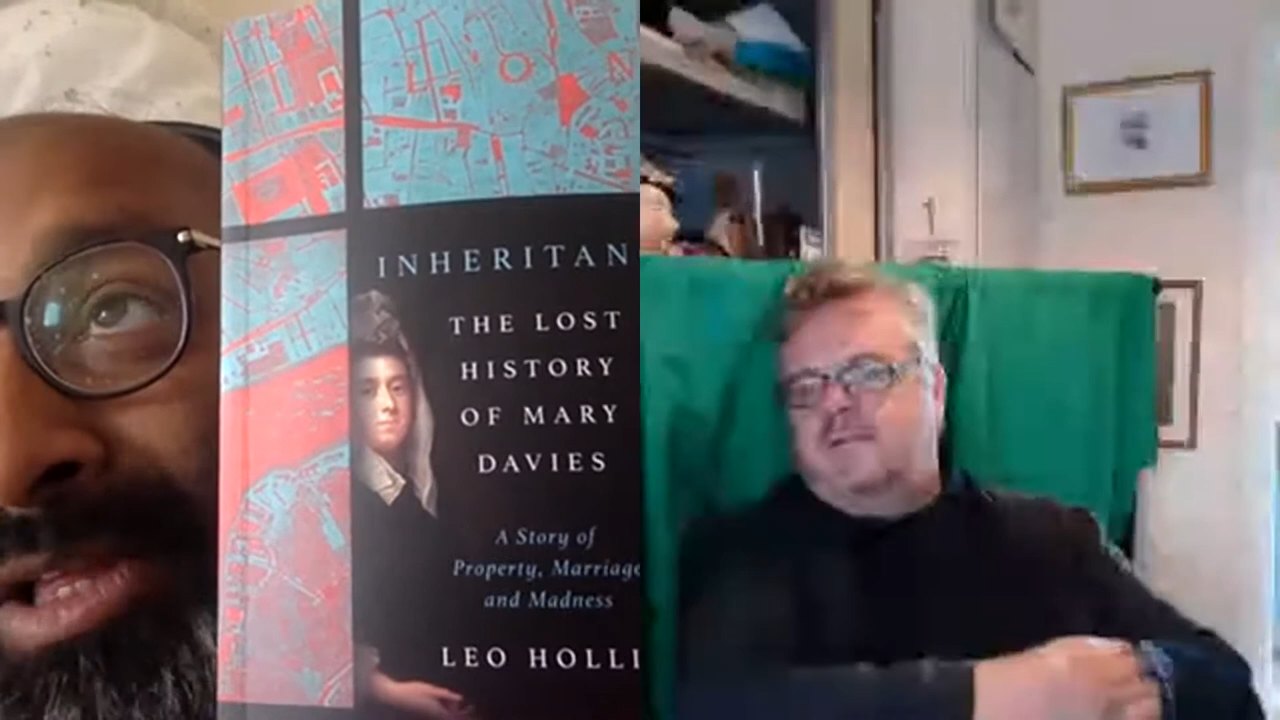 INHERITAN
THE LOST
HISTORY
OF MARY
DAVIES
A Story of
Property, Marriage
and Madness
LEO HOLLI